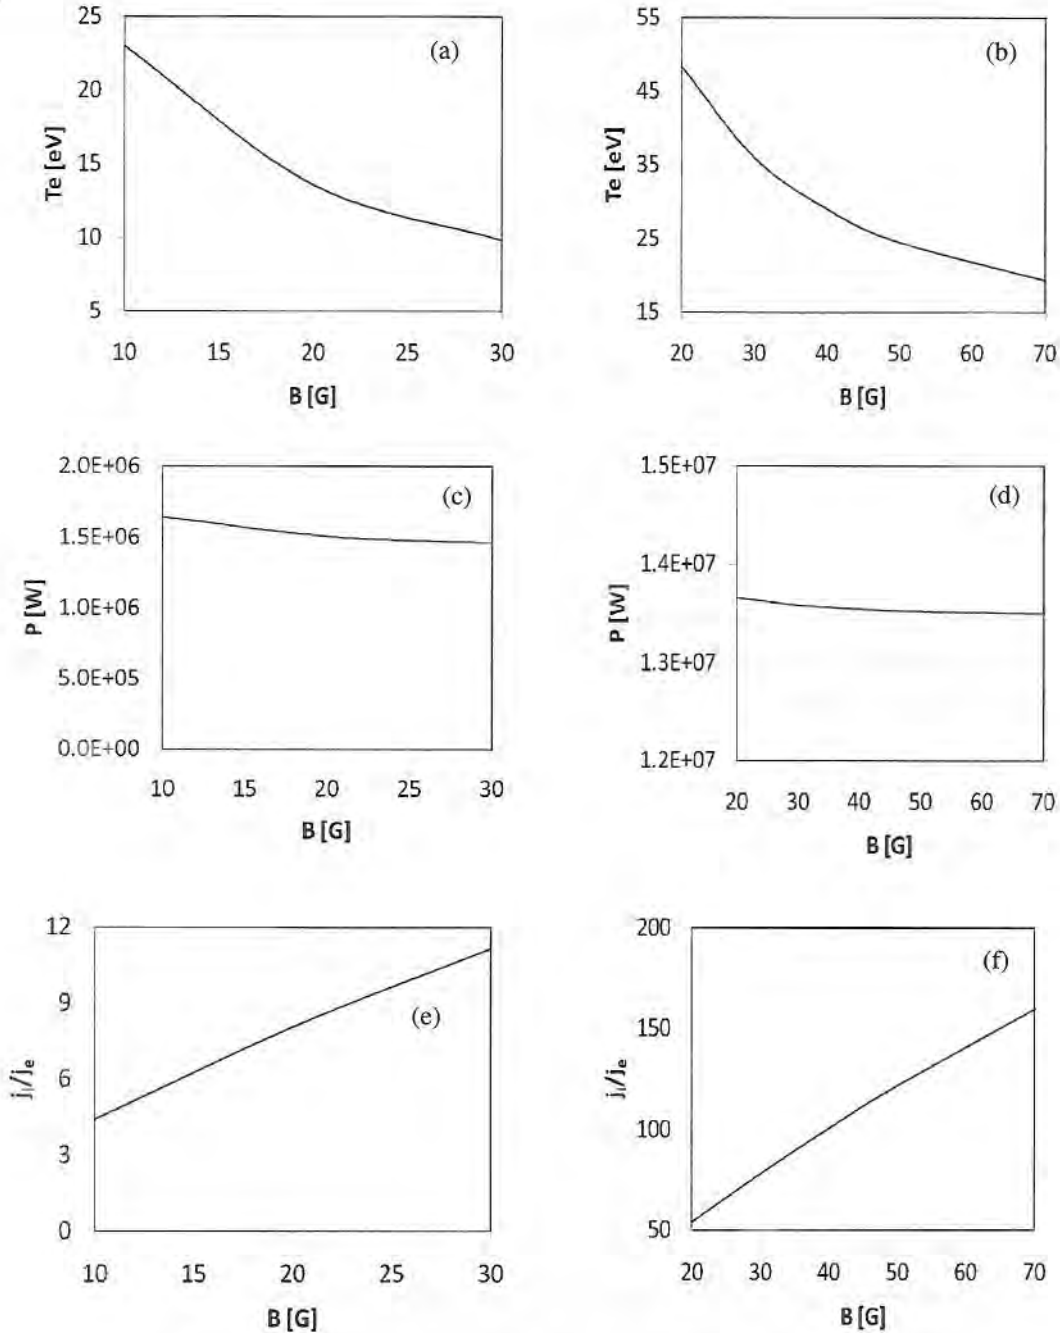 (a)
Te [eV]
25
20
15
10
5
10 15 20 25 30
B [G]
(b)
Te [eV]
55
45
35
25
15
20 30 40 50 60 70
B [G]
(c)
P [W]
2.0E+06
1.5E+06
1.0E+06
5.0E+05
0.0E+00
10 15 20 25 30
B [G]
(d)
P [W]
1.5E+07
1.4E+07
1.3E+07
1.2E+07
20 30 40 50 60 70
B [G]
(e)
ji/je
12
9
6
3
0
10 15 20 25 30
B [G]
(f)
ji/je
200
150
100
50
20 30 40 50 60 70
B [G]